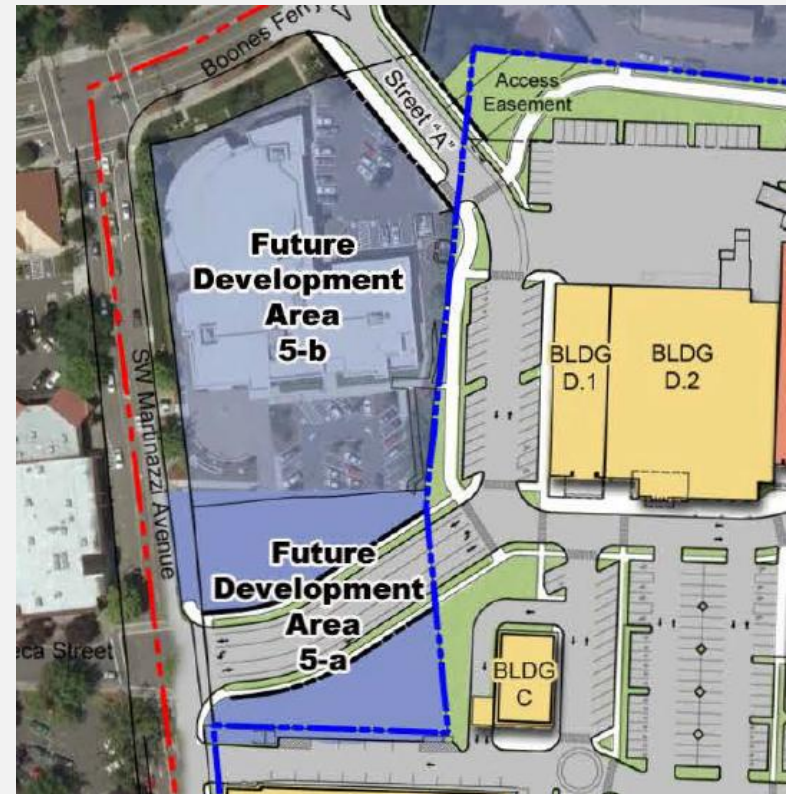 Boones Ferry
Street "A"
Access
Easement
Future
Development
Area
5-b
BLDG
D.1
BLDG
D.2
SW Martinazzi Avenue
Future
Development
Area
5-a
eca Street
BLDG
C